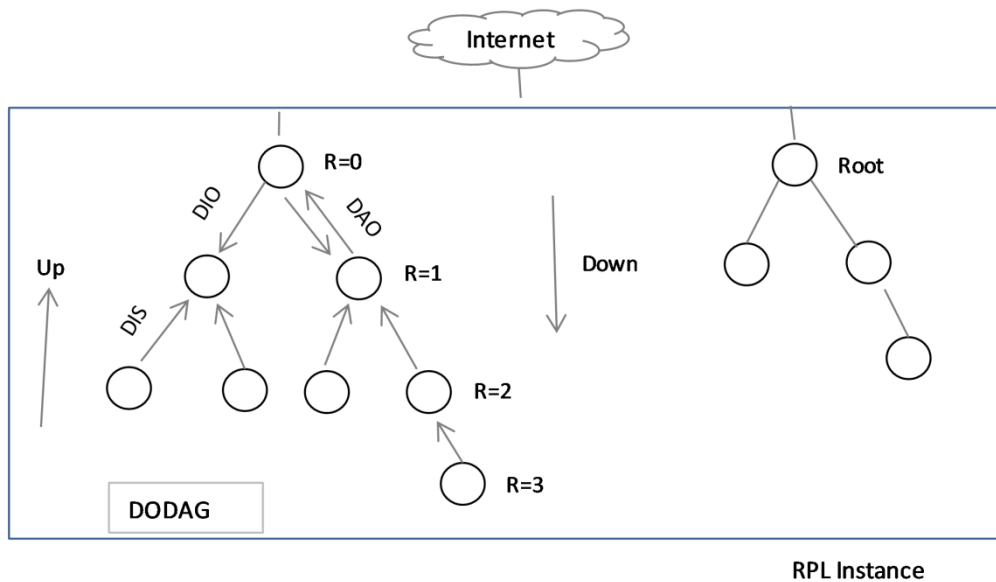 Internet
R=0
Root
DIO
DAO
Up
R=1
Down
DIS
R=2
R=3
DODAG
RPL Instance